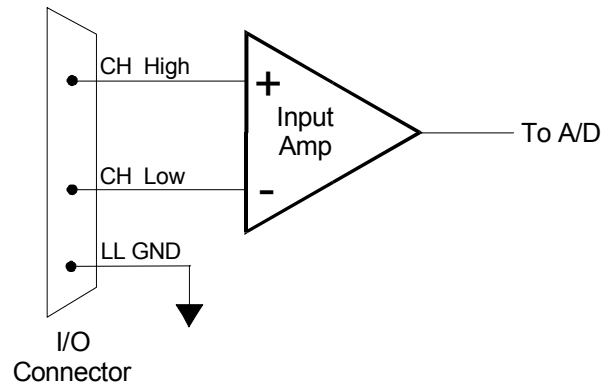 CH High
+
Input
Amp
To A/D
CH Low
-
LL GND
I/O
Connector